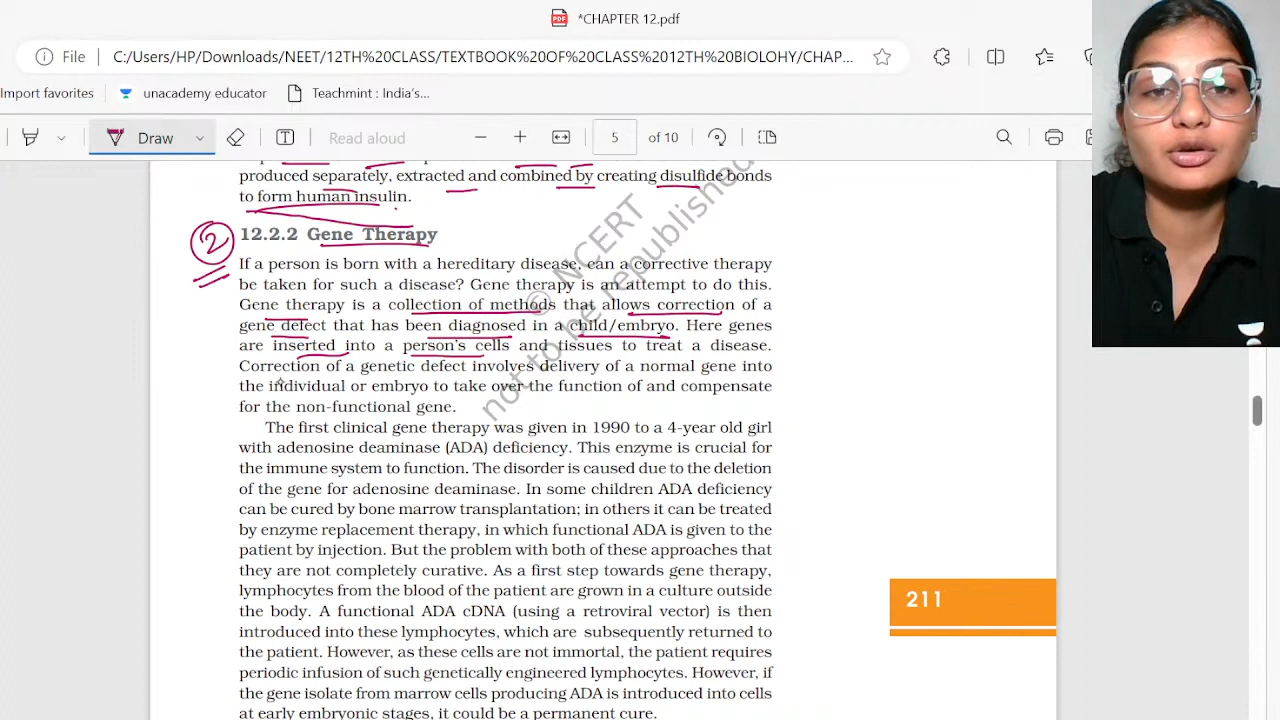 *CHAPTER 12.pdf
File C:/Users/HP/Downloads/NEET/12TH%20CLASS/TEXTBOOK%20OF%20CLASS%2012TH%20BIOLOHY/CHAP...
Import favorites unacademy educator Teachmint : India's...
Draw Read aloud 5 of 10
produced separately, extracted and combined by creating disulfide bonds
to form human insulin.
2 12.2.2 Gene Therapy
If a person is born with a hereditary disease, can a corrective therapy
be taken for such a disease? Gene therapy is an attempt to do this.
Gene therapy is a collection of methods that allows correction of a
gene defect that has been diagnosed in a child/embryo. Here genes
are inserted into a person's cells and tissues to treat a disease.
Correction of a genetic defect involves delivery of a normal gene into
the individual or embryo to take over the function of and compensate
for the non-functional gene.
The first clinical gene therapy was given in 1990 to a 4-year old girl
with adenosine deaminase (ADA) deficiency. This enzyme is crucial for
the immune system to function. The disorder is caused due to the deletion
of the gene for adenosine deaminase. In some children ADA deficiency
can be cured by bone marrow transplantation; in others it can be treated
by enzyme replacement therapy, in which functional ADA is given to the
patient by injection. But the problem with both of these approaches that
they are not completely curative. As a first step towards gene therapy,
lymphocytes from the blood of the patient are grown in a culture outside
the body. A functional ADA cDNA (using a retroviral vector) is then
introduced into these lymphocytes, which are subsequently returned to
the patient. However, as these cells are not immortal, the patient requires
periodic infusion of such genetically engineered lymphocytes. However, if
the gene isolate from marrow cells producing ADA is introduced into cells
at early embryonic stages, it could be a permanent cure.
© NCERT
not to be republished
211